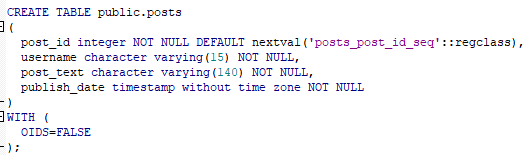 CREATE TABLE public.posts
(
  post_id integer NOT NULL DEFAULT nextval('posts_post_id_seq'::regclass),
  username character varying(15) NOT NULL,
  post_text character varying(140) NOT NULL,
  publish_date timestamp without time zone NOT NULL
)
WITH (
  OIDS=FALSE
);